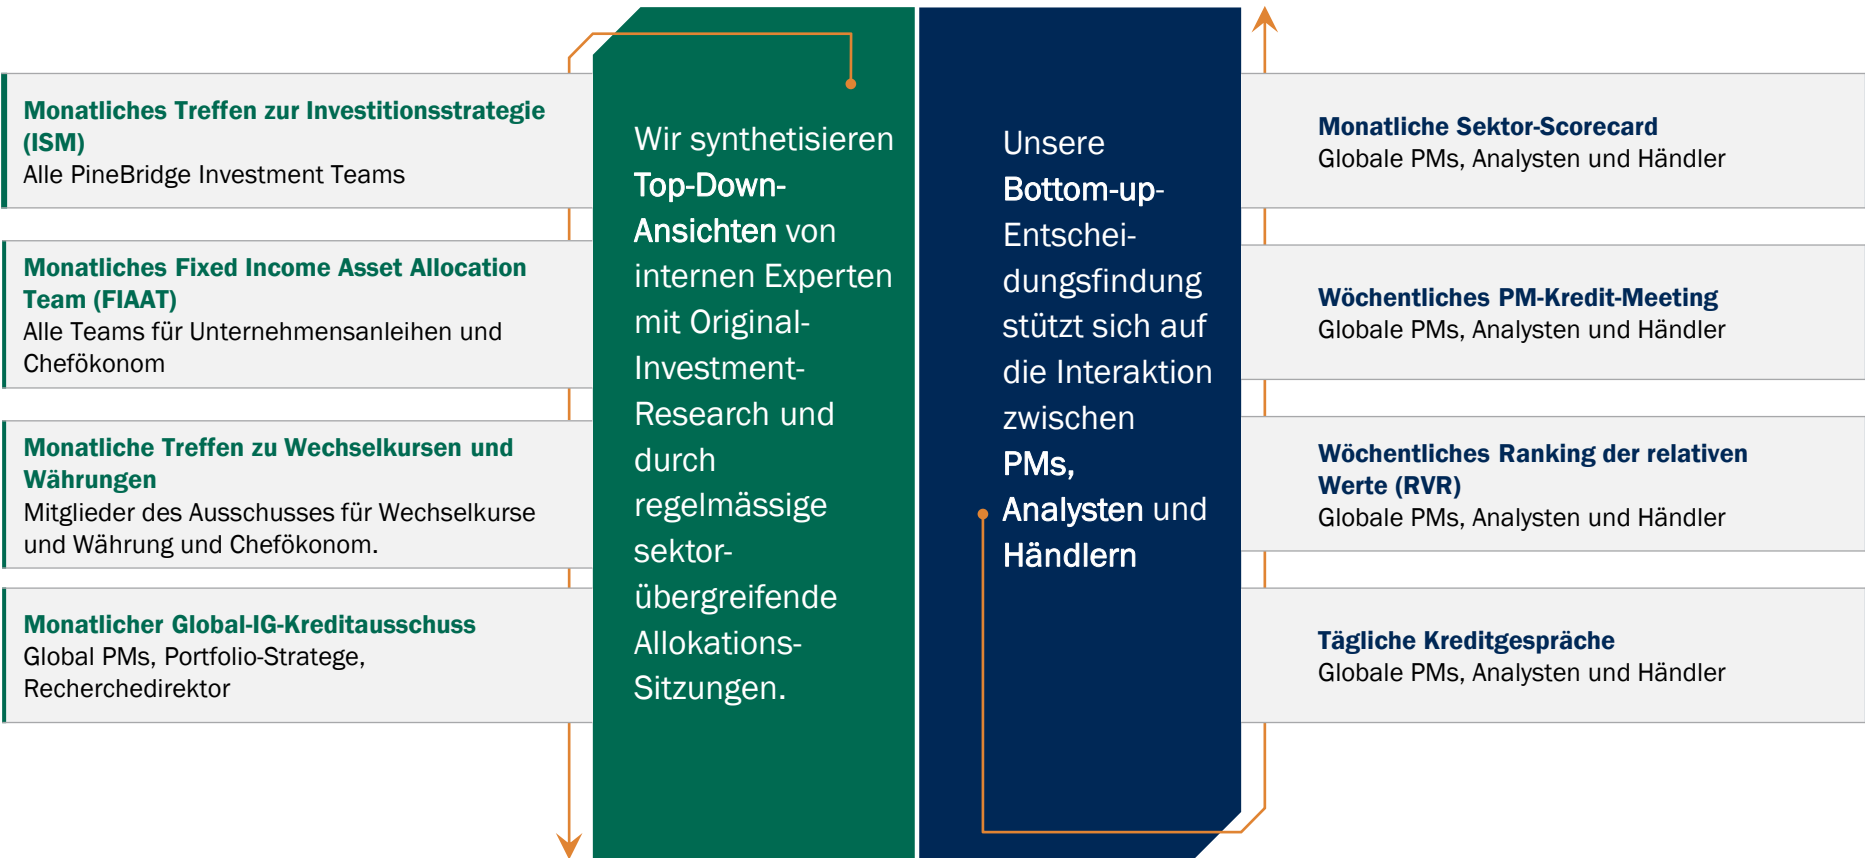 Monatliches Treffen zur Investitionsstrategie
(ISM)
Alle PineBridge Investment Teams
Monatliches Fixed Income Asset Allocation
Team (FIAAT)
Alle Teams für Unternehmensanleihen und
Chefökonom
Monatliche Treffen zu Wechselkursen und
Währungen
Mitglieder des Ausschusses für Wechselkurse
und Währung und Chefökonom.
Monatlicher Global-IG-Kreditausschuss
Global PMs, Portfolio-Stratege,
Recherchedirektor
Wir synthetisieren
Top-Down-
Ansichten von
internen Experten
mit Original-
Investment-
Research und
durch
regelmässige
sektor-
übergreifende
Allokations-
Sitzungen.
Unsere
Bottom-up-
Entschei-
dungsfindung
stützt sich auf
die Interaktion
zwischen
PMs,
Analysten und
Händlern
Monatliche Sektor-Scorecard
Globale PMs, Analysten und Händler
Wöchentliches PM-Kredit-Meeting
Globale PMs, Analysten und Händler
Wöchentliches Ranking der relativen
Werte (RVR)
Globale PMs, Analysten und Händler
Tägliche Kreditgespräche
Globale PMs, Analysten und Händler